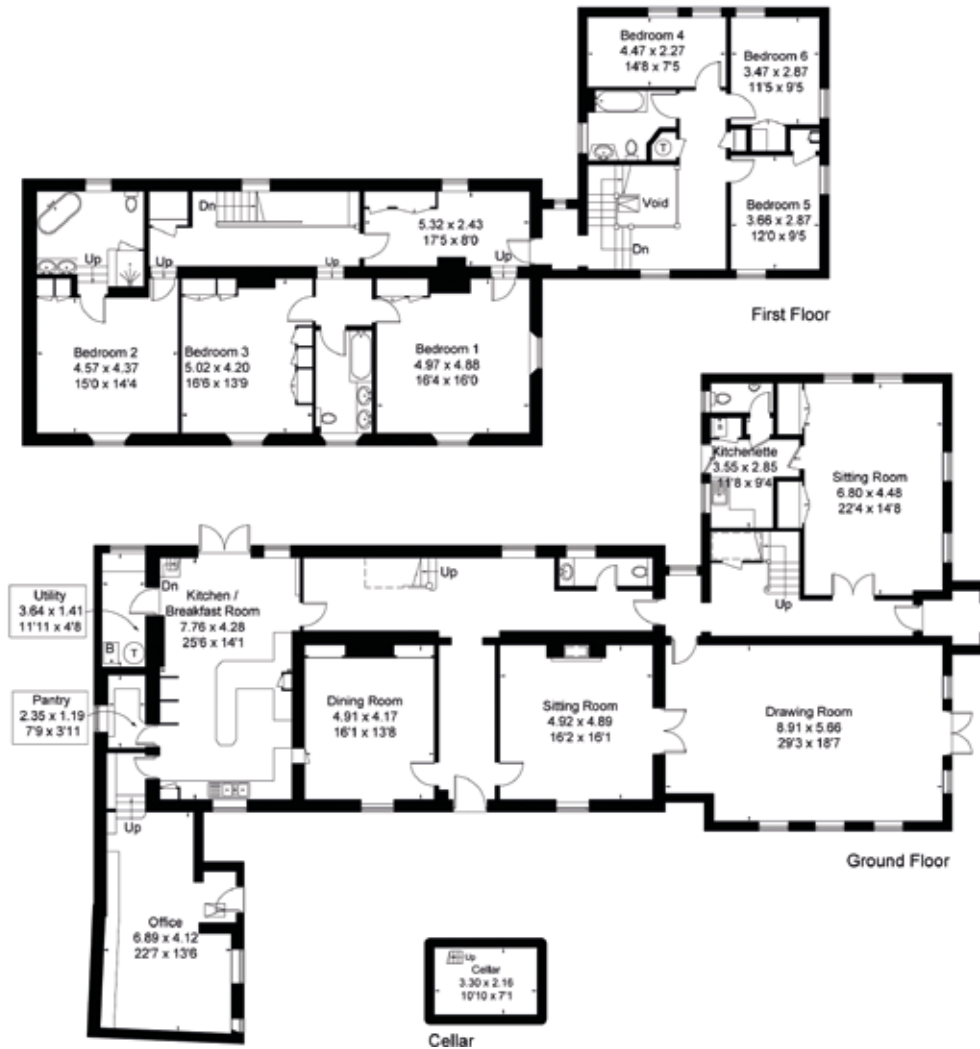 Bedroom 4
4.47 x 2.27
14'8 x 7'5
Bedroom 6
3.47 x 2.87
11'5 x 9'5
T
Void
Dn
Bedroom 5
3.66 x 2.87
12'0 x 9'5
First Floor
Dn
5.32 x 2.43
17'5 x 8'0
Up
Up
Up
Up
Bedroom 2
4.57 x 4.37
15'0 x 14'4
Bedroom 3
5.02 x 4.20
16'6 x 13'9
Bedroom 1
4.97 x 4.88
16'4 x 16'0
Kitchenette
3.55 x 2.85
11'8 x 9'4
Sitting Room
6.80 x 4.48
22'4 x 14'8
Up
Utility
3.64 x 1.41
11'11 x 4'8
Dn
B
T
Kitchen /
Breakfast Room
7.76 x 4.28
25'6 x 14'1
Up
Pantry
2.35 x 1.19
7'9 x 3'11
Dining Room
4.91 x 4.17
16'1 x 13'8
Sitting Room
4.92 x 4.89
16'2 x 16'1
Drawing Room
8.91 x 5.66
29'3 x 18'7
Up
Ground Floor
Office
6.89 x 4.12
22'7 x 13'6
Up
Cellar
3.30 x 2.16
10'10 x 7'1
Cellar